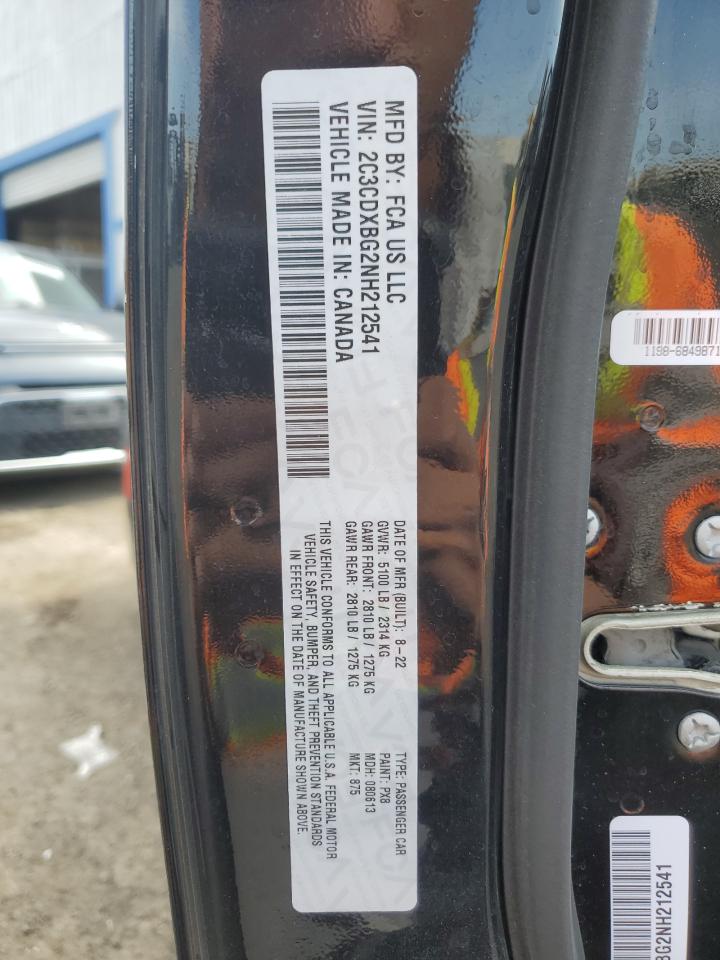 MFD BY: FCA US LLC
VIN: 2C3CDXBG2NH212541
VEHICLE MADE IN: CANADA
DATE OF MFR (BUILT): 8-22
GVWR: 5100 LB / 2314 KG
GAWR FRONT: 2810 LB / 1275 KG
GAWR REAR: 2810 LB / 1275 KG
TYPE: PASSENGER CAR
PAINT: PX8
MDH: 080613
MKT: 875
THIS VEHICLE CONFORMS TO ALL APPLICABLE U.S.A. FEDERAL MOTOR
VEHICLE SAFETY, BUMPER, AND THEFT PREVENTION STANDARDS
IN EFFECT ON THE DATE OF MANUFACTURE SHOWN ABOVE.
1198-6849871
BG2NH212541